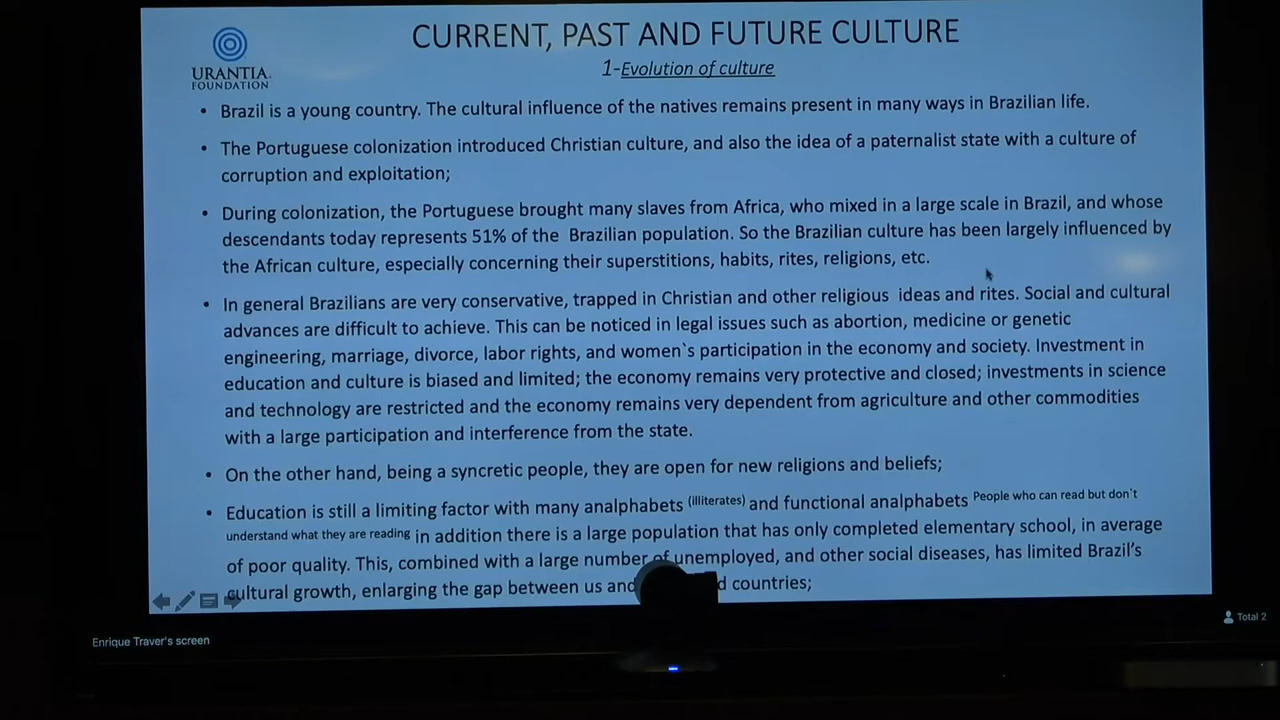 CURRENT, PAST AND FUTURE CULTURE
URANTIA
FOUNDATION
1-Evolution of culture
• Brazil is a young country. The cultural influence of the natives remains present in many ways in Brazilian life.
• The Portuguese colonization introduced Christian culture, and also the idea of a paternalist state with a culture of
corruption and exploitation;
• During colonization, the Portuguese brought many slaves from Africa, who mixed in a large scale in Brazil, and whose
descendants today represents 51% of the Brazilian population. So the Brazilian culture has been largely influenced by
the African culture, especially concerning their superstitions, habits, rites, religions, etc.
• In general Brazilians are very conservative, trapped in Christian and other religious ideas and rites. Social and cultural
advances are difficult to achieve. This can be noticed in legal issues such as abortion, medicine or genetic
engineering, marriage, divorce, labor rights, and women`s participation in the economy and society. Investment in
education and culture is biased and limited; the economy remains very protective and closed; investments in science
and technology are restricted and the economy remains very dependent from agriculture and other commodities
with a large participation and interference from the state.
• On the other hand, being a syncretic people, they are open for new religions and beliefs;
• Education is still a limiting factor with many analphabets (illiterates) and functional analphabets People who can read but don't
understand what they are reading in addition there is a large population that has only completed elementary school, in average
of poor quality. This, combined with a large number of unemployed, and other social diseases, has limited Brazil's
cultural growth, enlarging the gap between us and countries;
Total 2
Enrique Traver's screen